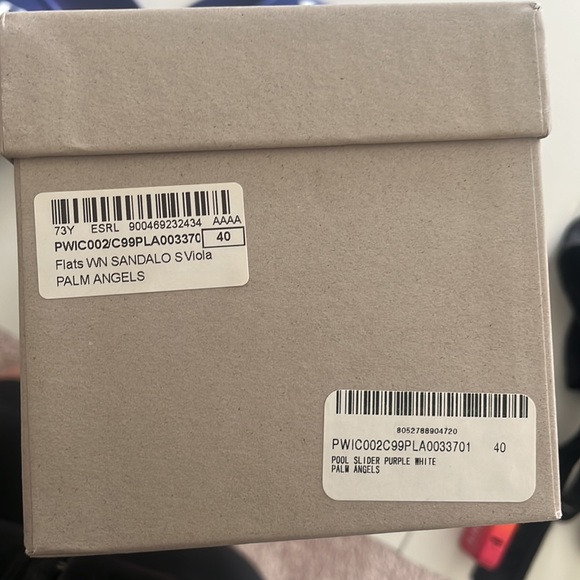 73Y ESRL 900469232434 AAAA
PWIC002/C99PLA003370 40
Flats WN SANDALO S Viola
PALM ANGELS
8052788904720
PWIC002C99PLA0033701 40
POOL SLIDER PURPLE WHITE
PALM ANGELS